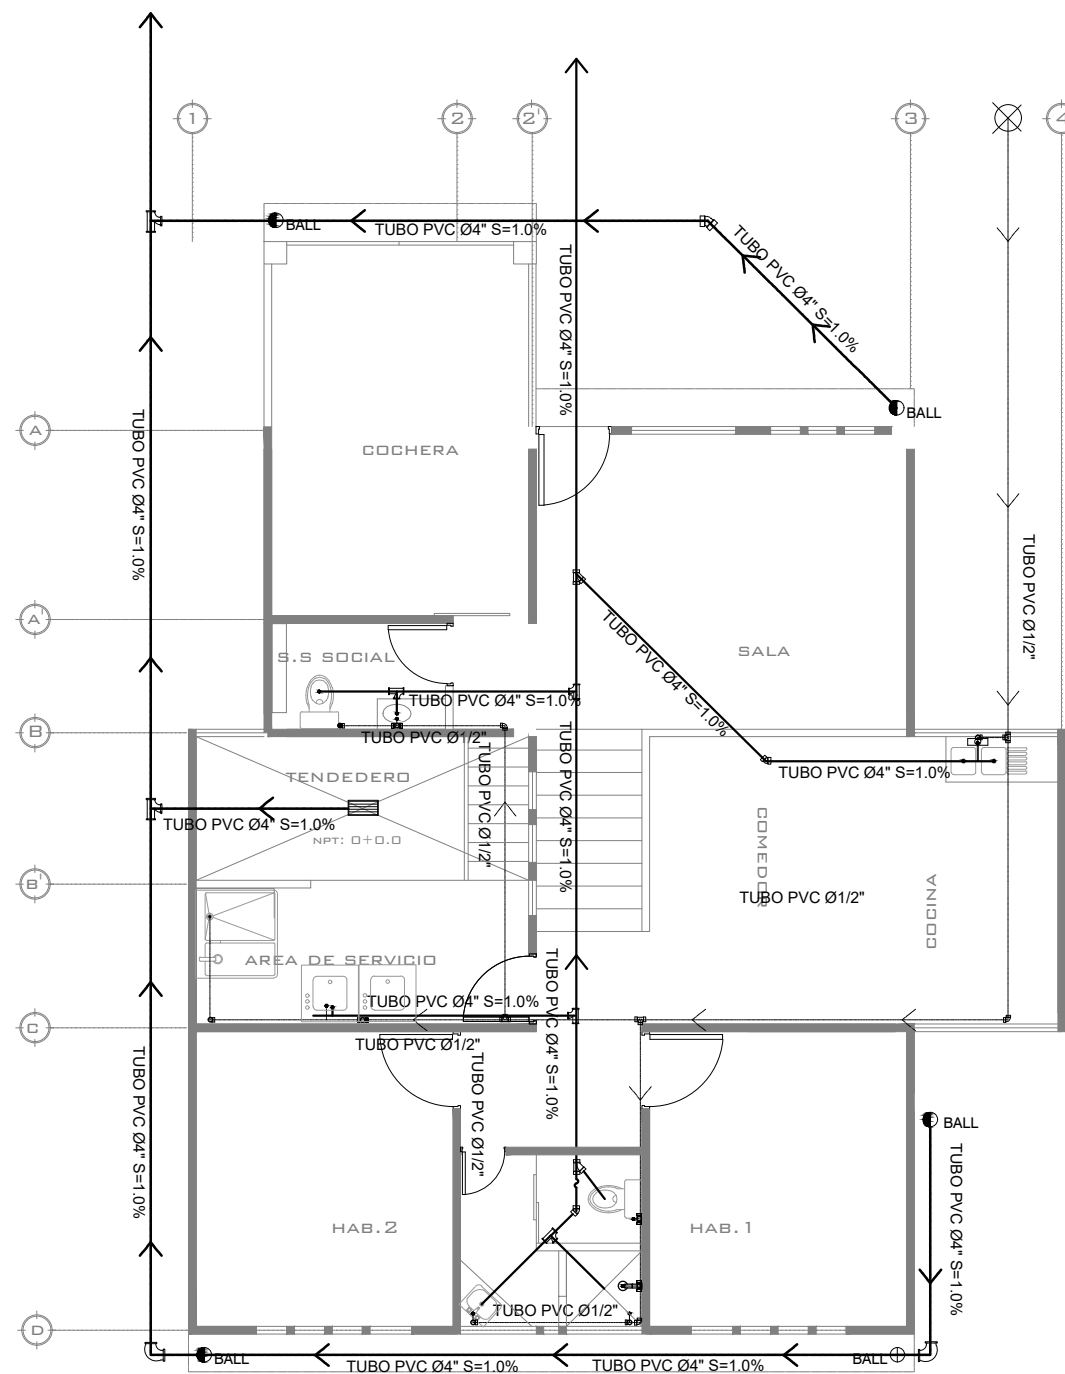 1
2
2'
3
4
BALL
TUBO PVC Ø4" S=1.0%
TUBO PVC Ø4" S=1.0%
TUBO PVC Ø4" S=1.0%
BALL
A
COCHERA
TUBO PVC Ø4" S=1.0%
TUBO PVC Ø1/2"
A'
S.S SOCIAL
TUBO PVC Ø4" S=1.0%
SALA
TUBO PVC Ø4" S=1.0%
B
TUBO PVC Ø1/2"
TUBO PVC Ø1/2"
TUBO PVC Ø4" S=1.0%
TUBO PVC Ø4" S=1.0%
TENDEDERO
TUBO PVC Ø4" S=1.0%
NPT: 0+0.0
COMEDOR
B'
TUBO PVC Ø1/2"
COCINA
AREA DE SERVICIO
TUBO PVC Ø4" S=1.0%
TUBO PVC Ø4" S=1.0%
C
TUBO PVC Ø1/2"
TUBO PVC Ø1/2"
TUBO PVC Ø4" S=1.0%
BALL
TUBO PVC Ø4" S=1.0%
HAB.2
HAB.1
TUBO PVC Ø1/2"
D
BALL
TUBO PVC Ø4" S=1.0%
TUBO PVC Ø4" S=1.0%
BALL